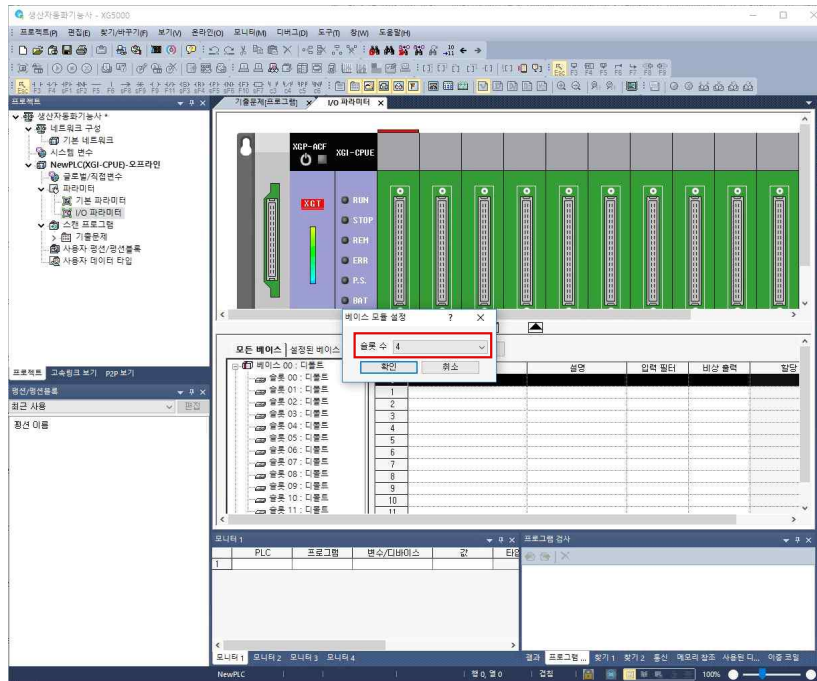 생산자동화기능사 - XG5000
프로젝트(P) 편집(E) 찾기/바꾸기(F) 보기(V) 온라인(O) 모니터(M) 디버그(D) 도구(T) 창(W) 도움말(H)
프로젝트
기출문제[프로그램]
I/O 파라미터
생산자동화기능사 *
네트워크 구성
기본 네트워크
시스템 변수
NewPLC(XGI-CPUE)-오프라인
글로벌/직접변수
파라미터
기본 파라미터
I/O 파라미터
스캔 프로그램
기출문제
사용자 펑션/펑션블록
사용자 데이터 타입
XGP-ACF
XGI-CPUE
XGT
RUN
STOP
REM
ERR
P.S.
BAT
베이스 모듈 설정
슬롯 수 4
확인 취소
모든 베이스 설정된 베이스
설명 입력 필터 비상 출력 할당
베이스 00 : 디폴트
슬롯 00 : 디폴트
슬롯 01 : 디폴트
슬롯 02 : 디폴트
슬롯 03 : 디폴트
슬롯 04 : 디폴트
슬롯 05 : 디폴트
슬롯 06 : 디폴트
슬롯 07 : 디폴트
슬롯 08 : 디폴트
슬롯 09 : 디폴트
슬롯 10 : 디폴트
슬롯 11 : 디폴트
1
2
3
4
5
6
7
8
9
10
11
프로젝트 고속링크 보기 P2P 보기
펑션/펑션블록
최근 사용 편집
펑션 이름
모니터 1
PLC 프로그램 변수/디바이스 값
1
모니터 1 모니터 2 모니터 3 모니터 4
프로그램 검사
결과 프로그램 ... 찾기 1 찾기 2 통신 메모리 참조 사용된 디... 이중 코일
NewPLC
행 0, 열 0
겹침
100%